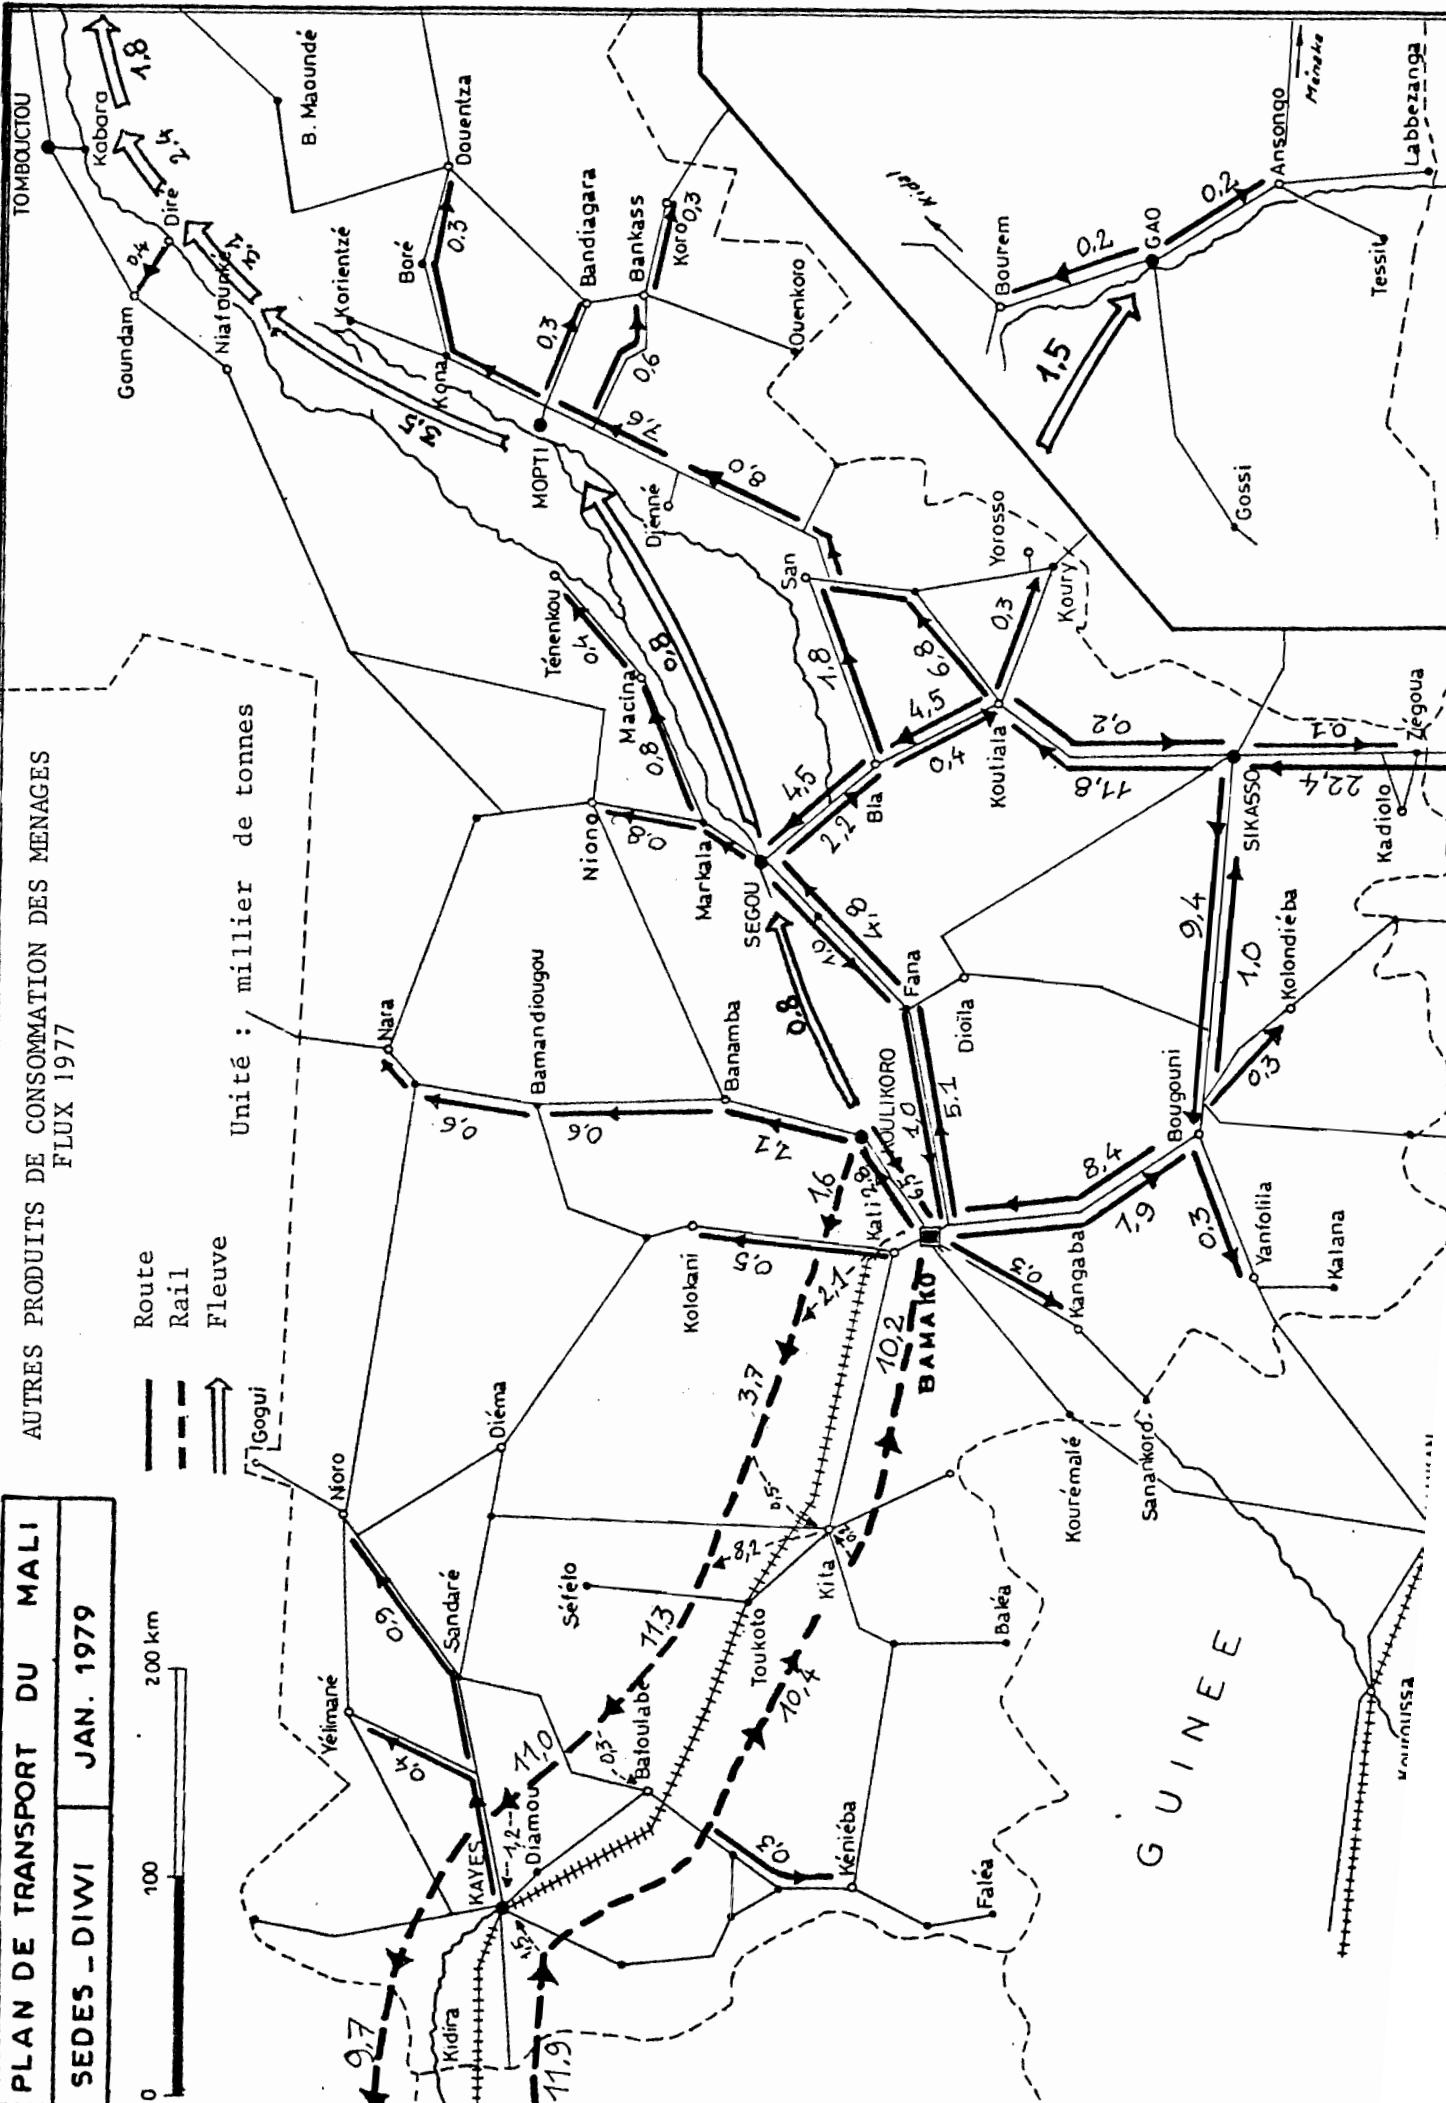 PLAN DE TRANSPORT DU MALI
SEDES _ DIWI
JAN. 1979
0 100 200 km
AUTRES PRODUITS DE CONSOMMATION DES MENAGES
FLUX 1977
Unité : millier de tonnes
Route
Rail
Fleuve
TOMBOUCTOU
Kabara
1,8
2,4
Diré
0,4
Goundam
Niafounké
Korientzé
B. Maoundé
Douentza
Boré
0,3
Kona
3,5
Bandiagara
0,3
Bankass
0,6
Koro
0,3
Ouenkoro
MOPTI
Djenné
Ténenkou
0,4
Macina
0,8
0,8
San
Yorosso
Koury
0,3
1,8
6,8
4,5
0,4
Koutiala
Bla
4,5
2,2
Niono
Markala
SEGOU
0,8
4,8
1,0
Fana
Dioïla
11,8
0,2
SIKASSO
0,1
22,4
Zégoua
Kadiolo
9,4
1,0
Kolondiéba
0,3
Bougouni
8,4
1,9
0,3
Yanfolila
Kalana
Nara
0,6
Bamandiougou
0,6
Banamba
KOULIKORO
1,0
5,1
1,6
Kati
Kolokani
0,5
BAMAKO
10,2
0,3
Kangaba
Kourémalé
Sanankoro
Gogui
Nioro
Diéma
3,7
2,1
0,5
8,2
Kita
Séféto
11,3
Toukoto
10,4
Baléa
Sandaré
0,9
Yélimané
0,4
11,0
0,3
Bafoulabé
Diamou
1,2
KAYES
0,3
Kéniéba
Faléa
Kidira
9,7
11,9
GUINEE
Kouroussa
Kidal
Bourem
0,2
GAO
0,2
Ansongo
Ménaka
Labbezanga
Tessit
1,5
Gossi